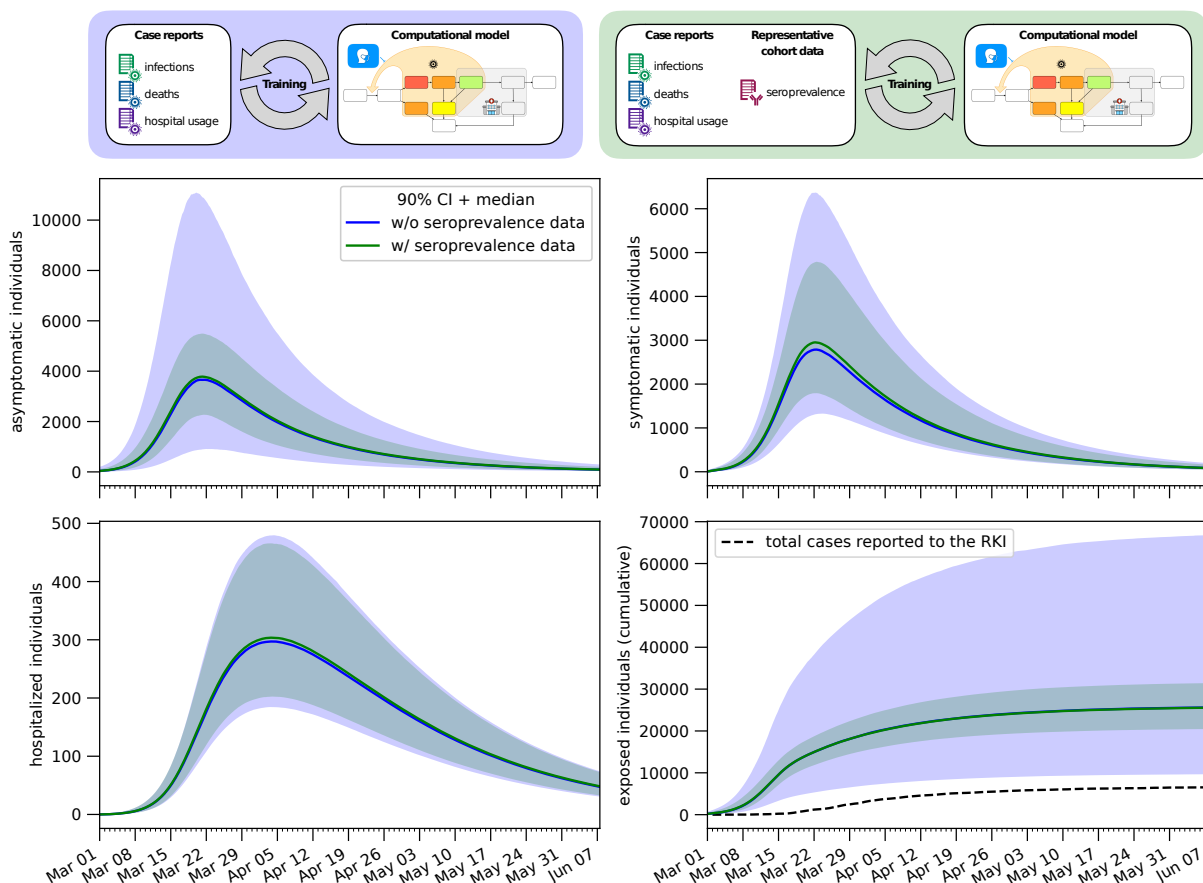 Case reports
infections
deaths
hospital usage
Training
Computational model
Case reports
infections
deaths
hospital usage
Representative
cohort data
seroprevalence
Training
Computational model
asymptomatic individuals
10000
8000
6000
4000
2000
0
90% CI + median
w/o seroprevalence data
w/ seroprevalence data
symptomatic individuals
6000
5000
4000
3000
2000
1000
0
hospitalized individuals
500
400
300
200
100
0
Mar 01
Mar 08
Mar 15
Mar 22
Mar 29
Apr 05
Apr 12
Apr 19
Apr 26
May 03
May 10
May 17
May 24
May 31
Jun 07
exposed individuals (cumulative)
70000
60000
50000
40000
30000
20000
10000
0
total cases reported to the RKI
Mar 01
Mar 08
Mar 15
Mar 22
Mar 29
Apr 05
Apr 12
Apr 19
Apr 26
May 03
May 10
May 17
May 24
May 31
Jun 07